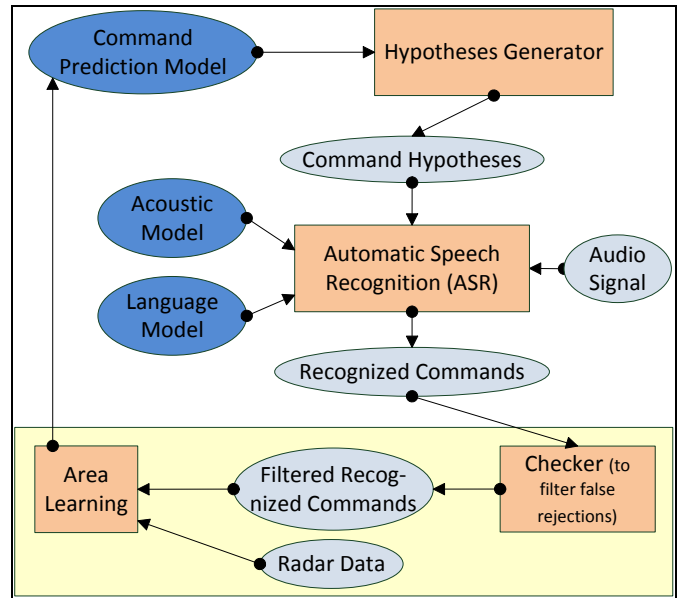 Command
Prediction Model
Hypotheses Generator
Command Hypotheses
Acoustic
Model
Automatic Speech
Recognition (ASR)
Audio
Signal
Language
Model
Recognized Commands
Area
Learning
Filtered Recog-
nized Commands
Checker (to
filter false
rejections)
Radar Data